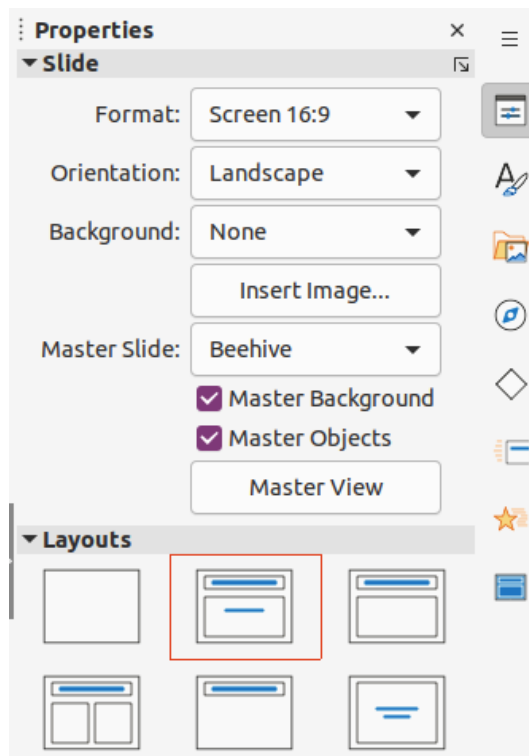 Properties
Slide
Format: Screen 16:9
Orientation: Landscape
Background: None
Insert Image...
Master Slide: Beehive
Master Background
Master Objects
Master View
Layouts